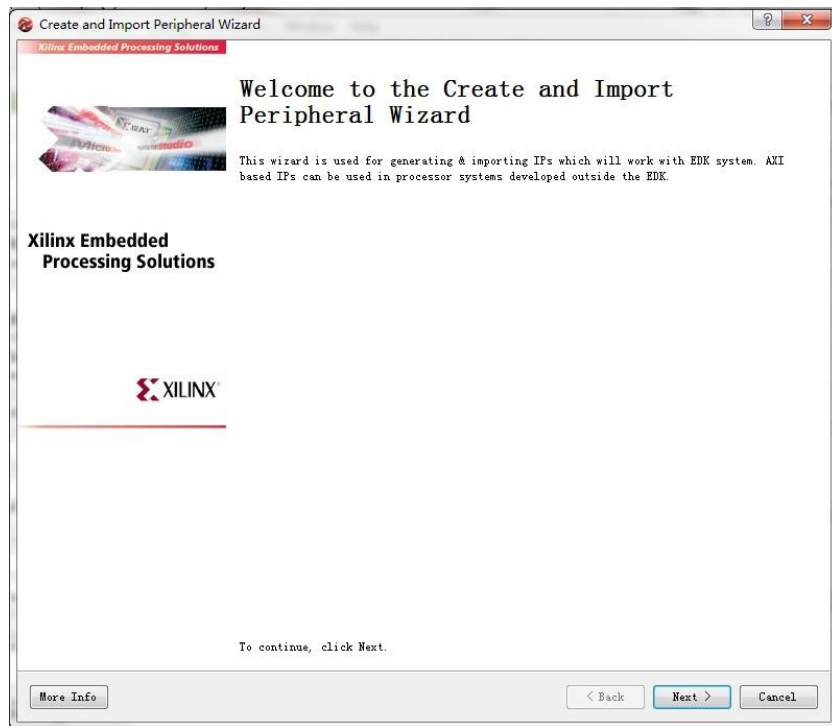 Create and Import Peripheral Wizard
Xilinx Embedded Processing Solutions
XILINX
Micro
studio
Welcome to the Create and Import
Peripheral Wizard
This wizard is used for generating & importing IPs which will work with EDK system. AXI
based IPs can be used in processor systems developed outside the EDK.
Xilinx Embedded
Processing Solutions
XILINX
To continue, click Next.
More Info
< Back
Next >
Cancel